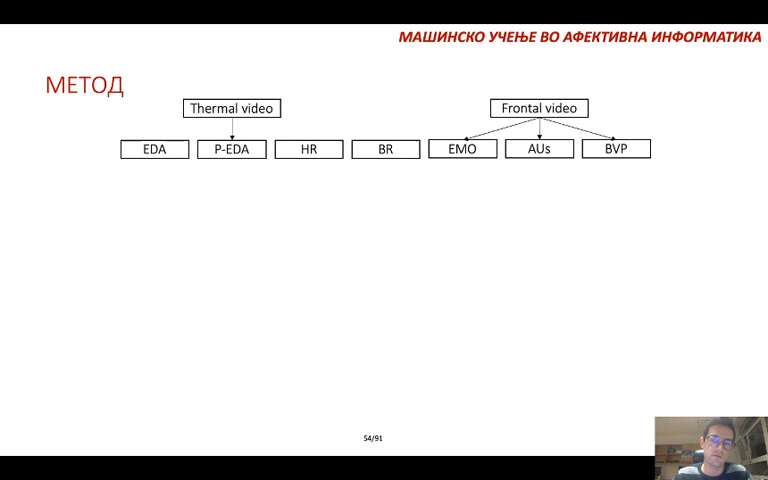 МАШИНСКО УЧЕЊЕ ВО АФЕКТИВНА ИНФОРМАТИКА
МЕТОД
Thermal video Frontal video
EDA P-EDA HR BR EMO AUs BVP
54/91